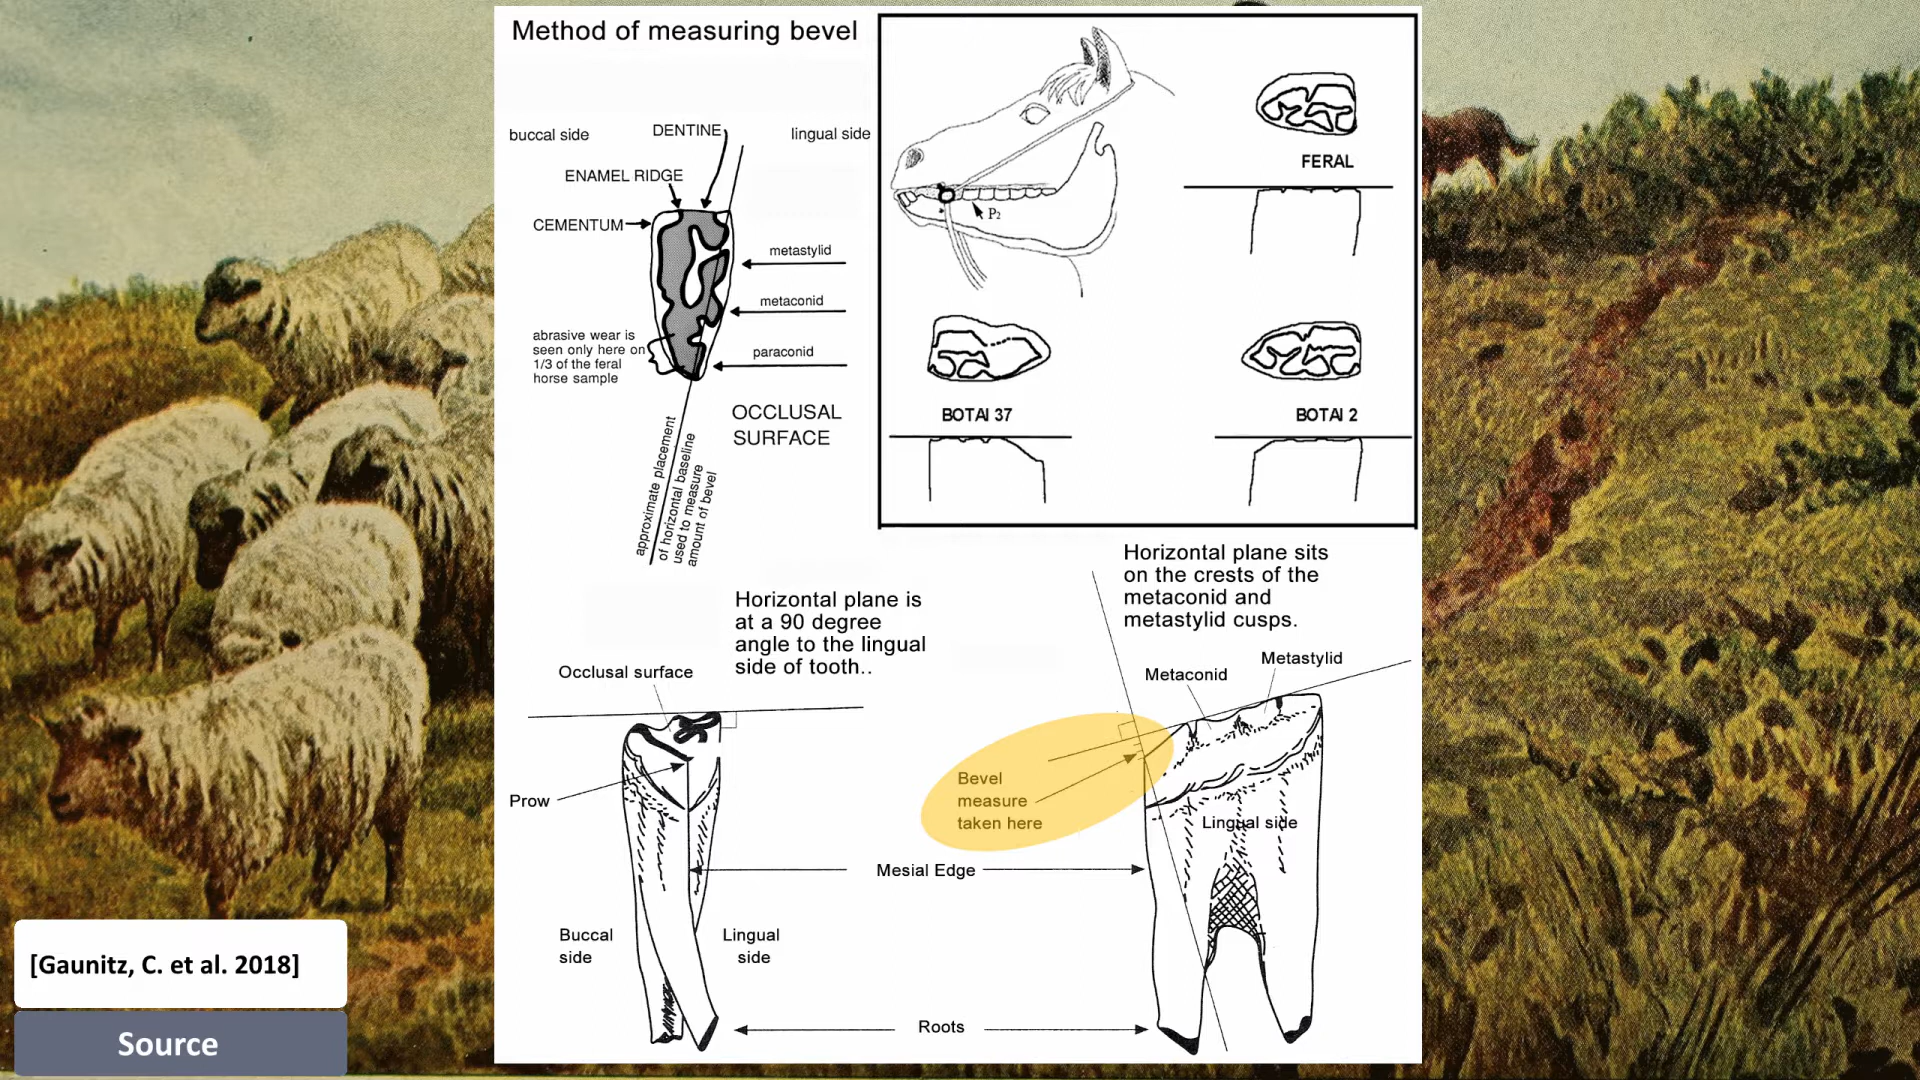 Method of measuring bevel
buccal side
DENTINE
lingual side
ENAMEL RIDGE
CEMENTUM
metastylid
metaconid
abrasive wear is
seen only here on
1/3 of the feral
horse sample
paraconid
OCCLUSAL
SURFACE
approximate placement
of horizontal baseline
used to measure
amount of bevel
P2
FERAL
BOTAI 37
BOTAI 2
Horizontal plane is
at a 90 degree
angle to the lingual
side of tooth..
Horizontal plane sits
on the crests of the
metaconid and
metastylid cusps.
Occlusal surface
Metaconid
Metastylid
Prow
Bevel
measure
taken here
Lingual side
Mesial Edge
Buccal
side
Lingual
side
Roots
[Gaunitz, C. et al. 2018]
Source